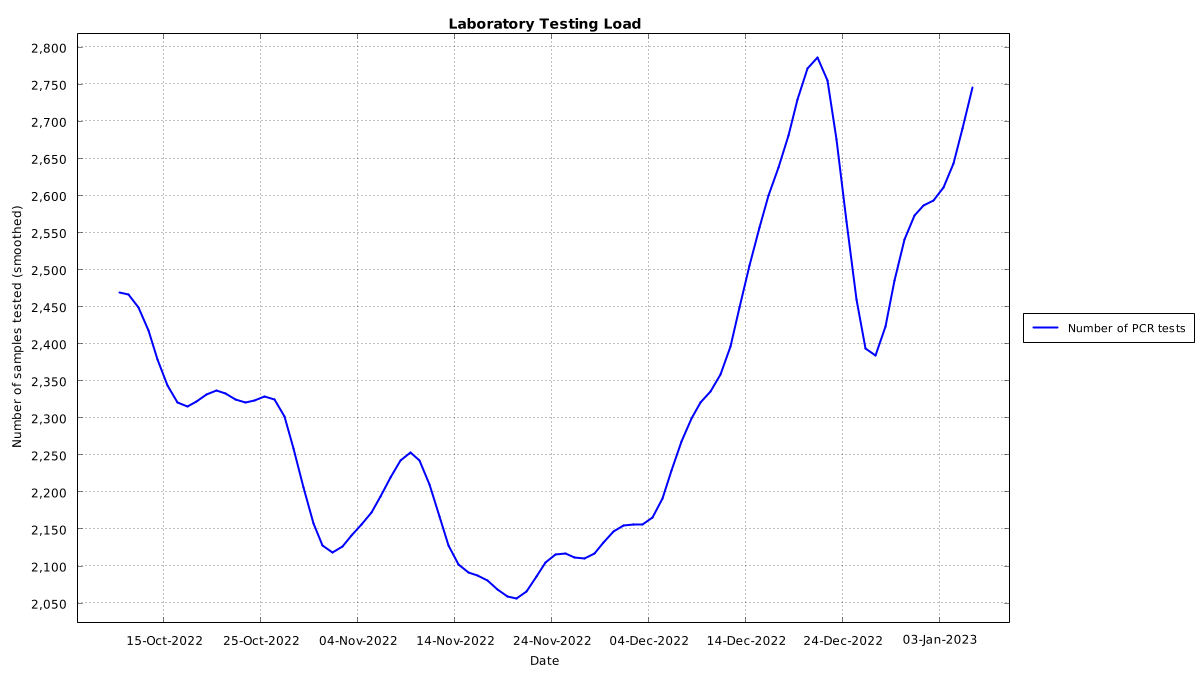 Laboratory Testing Load
Number of samples tested (smoothed)
2,800
2,750
2,700
2,650
2,600
2,550
2,500
2,450
2,400
2,350
2,300
2,250
2,200
2,150
2,100
2,050
15-Oct-2022
25-Oct-2022
04-Nov-2022
14-Nov-2022
24-Nov-2022
04-Dec-2022
14-Dec-2022
24-Dec-2022
03-Jan-2023
Date
Number of PCR tests